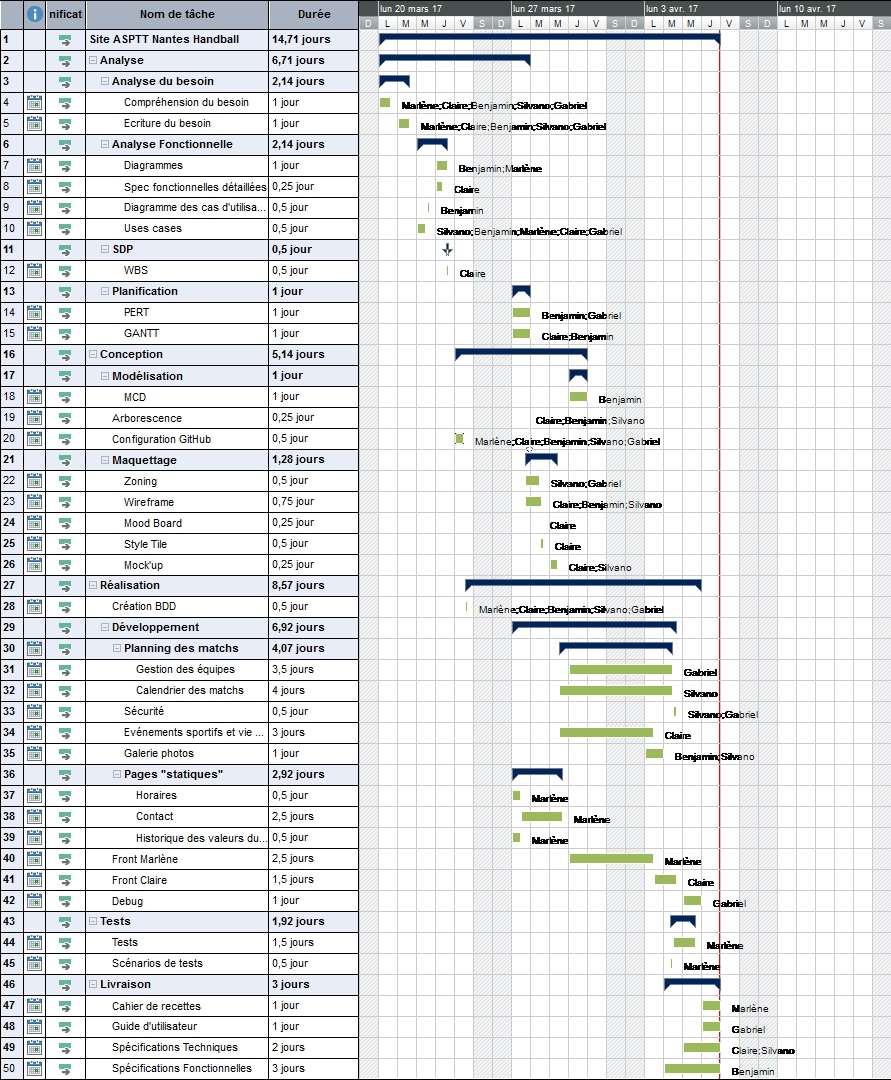 nificat Nom de tâche Durée lun 20 mars 17 lun 27 mars 17 lun 3 avr. 17 lun 10 avr. 17
D L M M J V S D L M M J V S D L M M J V S D L M M J V S
1 Site ASPTT Nantes Handball 14,71 jours
2 Analyse 6,71 jours
3 Analyse du besoin 2,14 jours
4 Compréhension du besoin 1 jour Marlène;Claire;Benjamin;Silvano;Gabriel
5 Ecriture du besoin 1 jour Marlène;Claire;Benjamin;Silvano;Gabriel
6 Analyse Fonctionnelle 2,14 jours
7 Diagrammes 1 jour Benjamin;Marlène
8 Spec fonctionnelles détaillées 0,25 jour Claire
9 Diagramme des cas d'utilisa... 0,5 jour Benjamin
10 Uses cases 0,5 jour Silvano;Benjamin;Marlène;Claire;Gabriel
11 SDP 0,5 jour
12 WBS 0,5 jour Claire
13 Planification 1 jour
14 PERT 1 jour Benjamin;Gabriel
15 GANTT 1 jour Claire;Benjamin
16 Conception 5,14 jours
17 Modélisation 1 jour
18 MCD 1 jour Benjamin
19 Arborescence 0,25 jour Claire;Benjamin;Silvano
20 Configuration GitHub 0,5 jour Marlène;Claire;Benjamin;Silvano;Gabriel
21 Maquettage 1,28 jours
22 Zoning 0,5 jour Silvano;Gabriel
23 Wireframe 0,75 jour Claire;Benjamin;Silvano
24 Mood Board 0,25 jour Claire
25 Style Tile 0,5 jour Claire
26 Mock'up 0,5 jour Claire;Silvano
27 Réalisation 8,57 jours
28 Création BDD 0,5 jour Marlène;Claire;Benjamin;Silvano;Gabriel
29 Développement 6,92 jours
30 Planning des matchs 4,07 jours
31 Gestion des équipes 3,5 jours Gabriel
32 Calendrier des matchs 4 jours Silvano
33 Sécurité 0,5 jour Silvano;Gabriel
34 Evénements sportifs et vie ... 3 jours Claire
35 Galerie photos 1 jour Benjamin;Silvano
36 Pages "statiques" 2,92 jours
37 Horaires 0,5 jour Marlène
38 Contact 2,5 jours Marlène
39 Historique des valeurs du... 0,5 jour Marlène
40 Front Marlène 2,5 jours Marlène
41 Front Claire 1,5 jours Claire
42 Debug 1 jour Gabriel
43 Tests 1,92 jours
44 Tests 1,5 jours Marlène
45 Scénarios de tests 0,5 jour Marlène
46 Livraison 3 jours
47 Cahier de recettes 1 jour Marlène
48 Guide d'utilisateur 1 jour Gabriel
49 Spécifications Techniques 2 jours Claire;Silvano
50 Spécifications Fonctionnelles 3 jours Benjamin